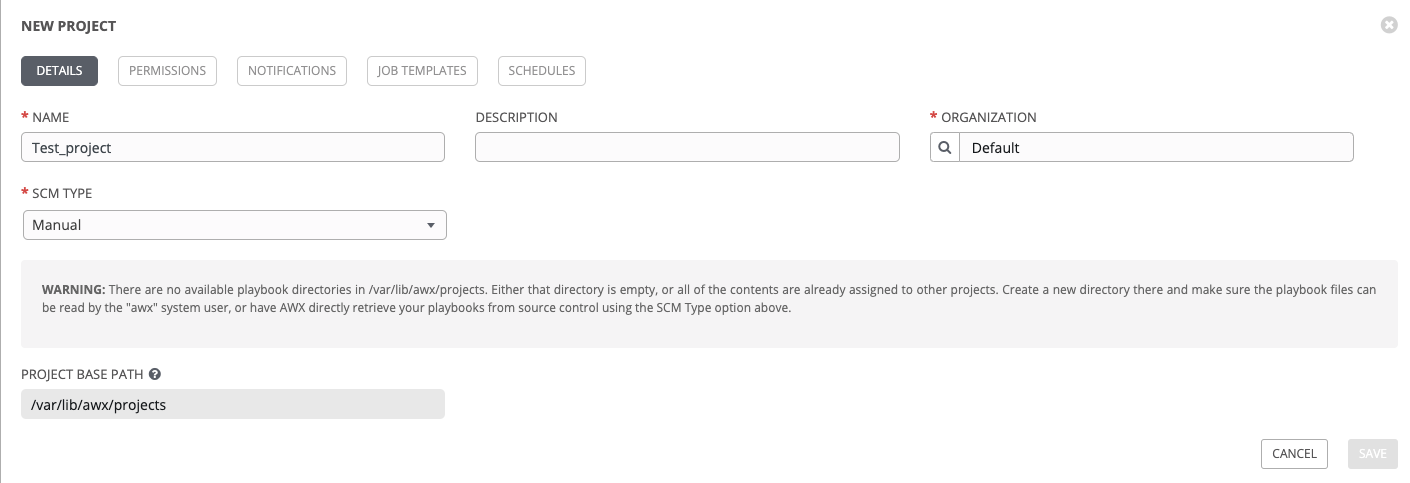 NEW PROJECT
DETAILS PERMISSIONS NOTIFICATIONS JOB TEMPLATES SCHEDULES
* NAME DESCRIPTION * ORGANIZATION
Test_project Default
* SCM TYPE
Manual
WARNING: There are no available playbook directories in /var/lib/awx/projects. Either that directory is empty, or all of the contents are already assigned to other projects. Create a new directory there and make sure the playbook files can
be read by the "awx" system user, or have AWX directly retrieve your playbooks from source control using the SCM Type option above.
PROJECT BASE PATH ?
/var/lib/awx/projects
CANCEL SAVE